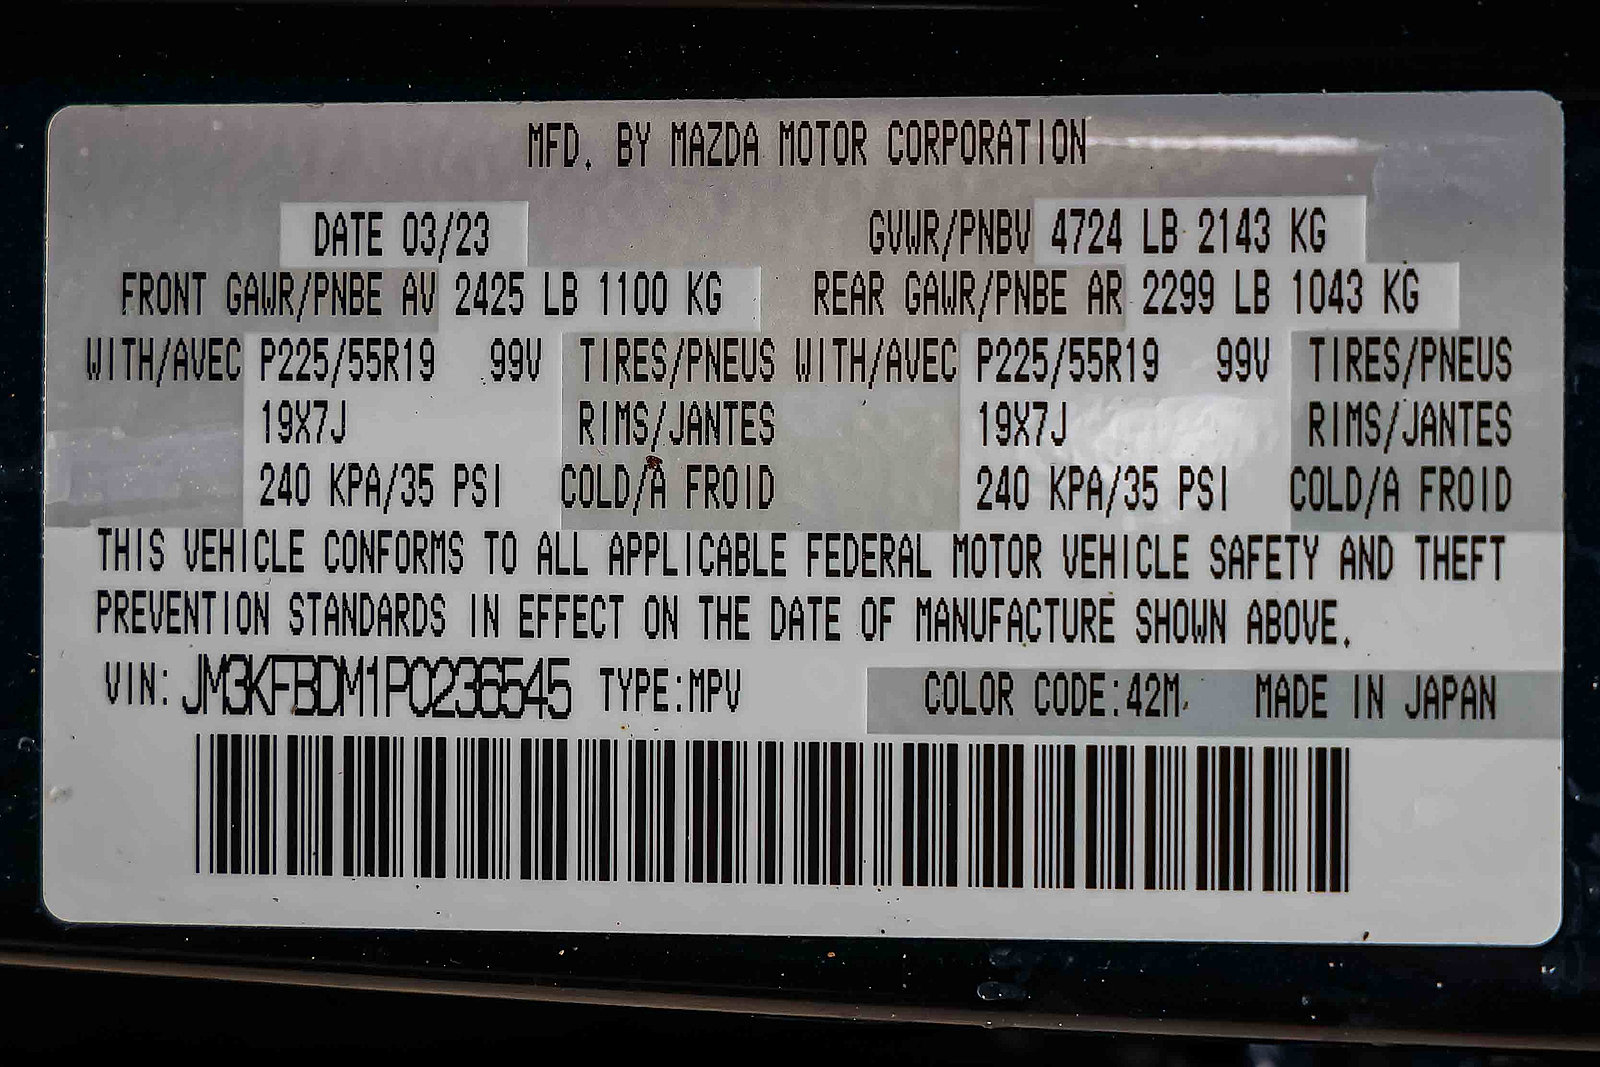 MFD. BY MAZDA MOTOR CORPORATION
DATE 03/23 GVWR/PNBV 4724 LB 2143 KG
FRONT GAWR/PNBE AV 2425 LB 1100 KG REAR GAWR/PNBE AR 2299 LB 1043 KG
WITH/AVEC P225/55R19 99V TIRES/PNEUS WITH/AVEC P225/55R19 99V TIRES/PNEUS
19X7J RIMS/JANTES 19X7J RIMS/JANTES
240 KPA/35 PSI COLD/A FROID 240 KPA/35 PSI COLD/A FROID
THIS VEHICLE CONFORMS TO ALL APPLICABLE FEDERAL MOTOR VEHICLE SAFETY AND THEFT
PREVENTION STANDARDS IN EFFECT ON THE DATE OF MANUFACTURE SHOWN ABOVE.
VIN: JM3KFBDM1P0236545 TYPE:MPV COLOR CODE:42M MADE IN JAPAN